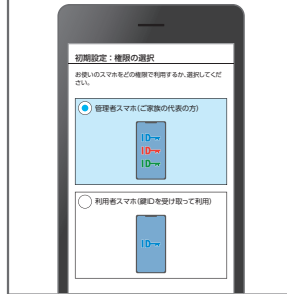 初期設定：権限の選択
お使いのスマホをどの権限で利用するか、選択してくだ
さい。
管理者スマホ(ご家族の代表の方)
ID
ID
ID
利用者スマホ(鍵IDを受け取って利用)
ID